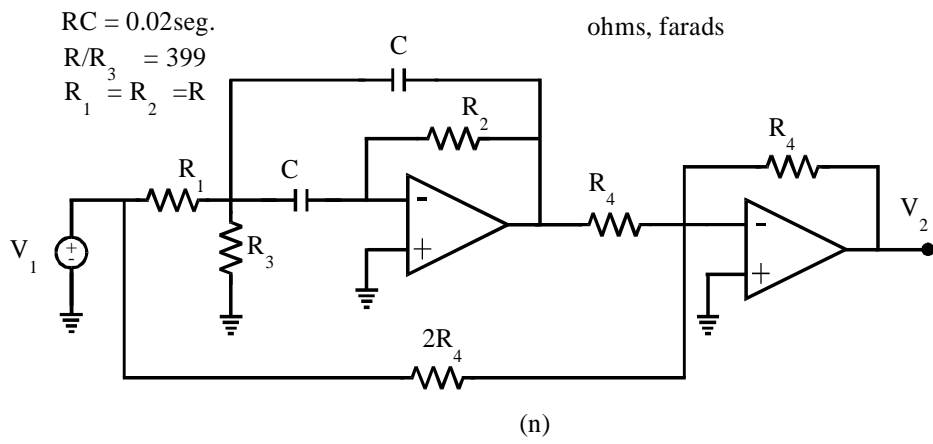 RC = 0.02seg.
R/R3 = 399
R1 = R2 =R
ohms, farads
C
R2
R4
R1
C
R4
V1
+
-
-
+
R3
-
+
V2
2R4
(n)